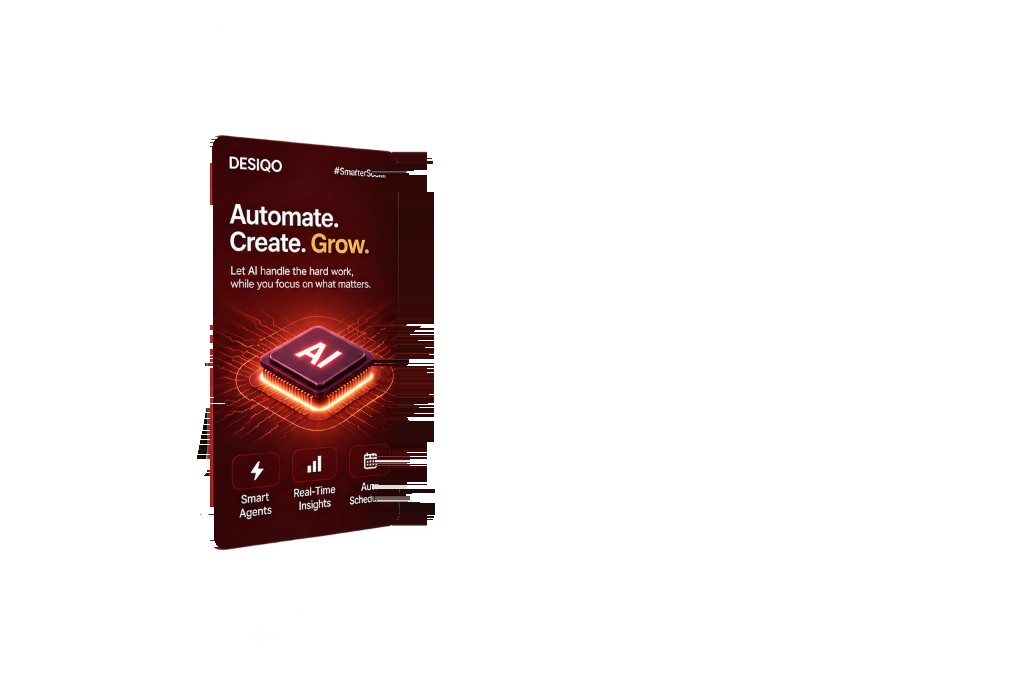 DESIQO
Automate.
Create. Grow.
Let AI handle the hard work,
while you focus on what matters.
AI
Smart
Agents
Real-Time
Insights